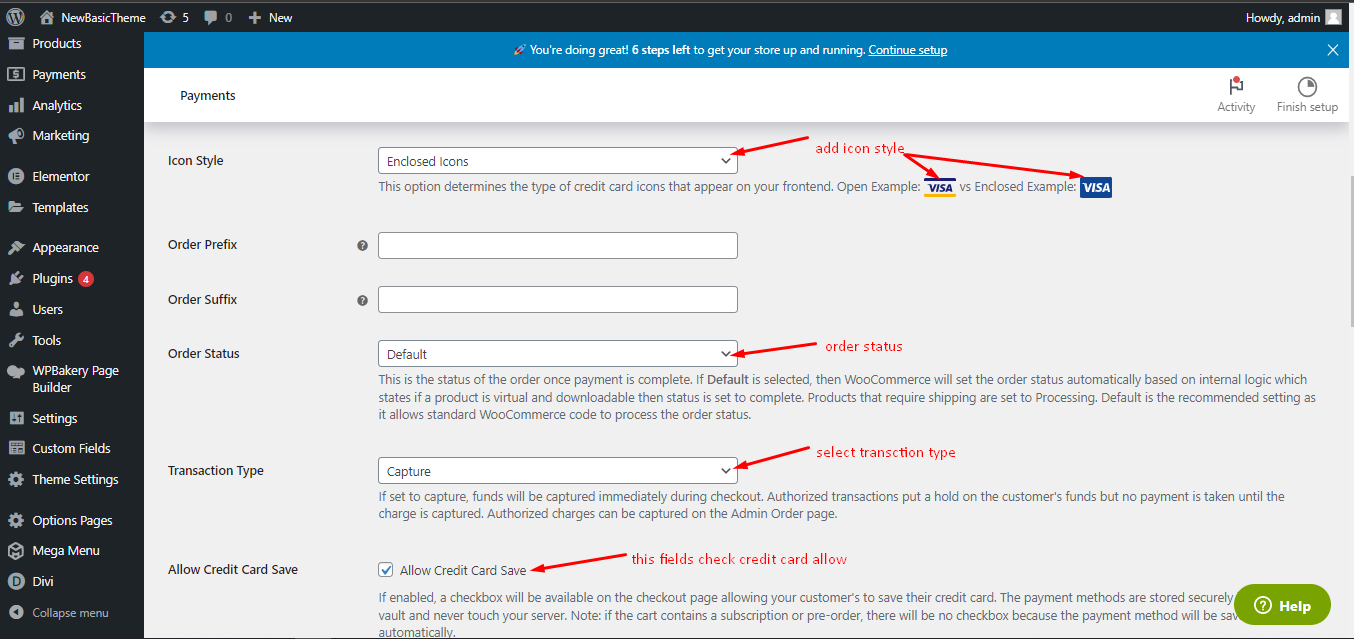 NewBasicTheme 5 0 + New Howdy, admin
Products
Payments
Analytics
Marketing
Elementor
Templates
Appearance
Plugins 4
Users
Tools
WPBakery Page
Builder
Settings
Custom Fields
Theme Settings
Options Pages
Mega Menu
Divi
Collapse menu
🚀 You're doing great! 6 steps left to get your store up and running. Continue setup
Payments
Activity
Finish setup
Icon Style
Enclosed Icons
add icon style
This option determines the type of credit card icons that appear on your frontend. Open Example: VISA vs Enclosed Example: VISA
Order Prefix
Order Suffix
Order Status
Default
order status
This is the status of the order once payment is complete. If Default is selected, then WooCommerce will set the order status automatically based on internal logic which
states if a product is virtual and downloadable then status is set to complete. Products that require shipping are set to Processing. Default is the recommended setting as
it allows standard WooCommerce code to process the order status.
Transaction Type
Capture
select transction type
If set to capture, funds will be captured immediately during checkout. Authorized transactions put a hold on the customer's funds but no payment is taken until the
charge is captured. Authorized charges can be captured on the Admin Order page.
Allow Credit Card Save
Allow Credit Card Save
this fields check credit card allow
If enabled, a checkbox will be available on the checkout page allowing your customer's to save their credit card. The payment methods are stored securely
vault and never touch your server. Note: if the cart contains a subscription or pre-order, there will be no checkbox because the payment method will be
automatically.
Help